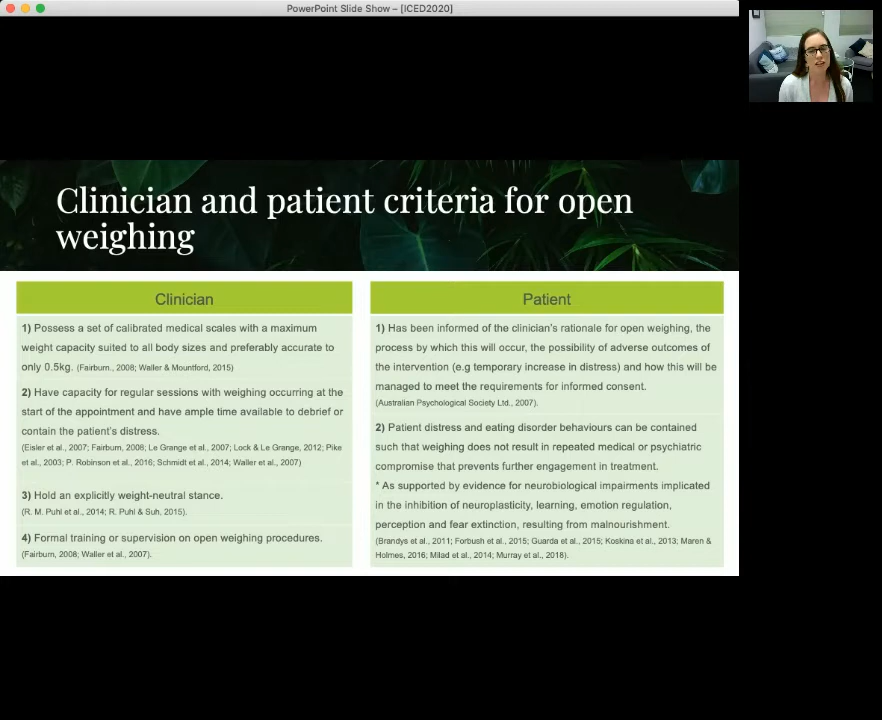 PowerPoint Slide Show – [ICED2020]
Clinician and patient criteria for open
weighing
Clinician
1) Possess a set of calibrated medical scales with a maximum
weight capacity suited to all body sizes and preferably accurate to
only 0.5kg. (Fairburn., 2008; Waller & Mountford, 2015)
2) Have capacity for regular sessions with weighing occurring at the
start of the appointment and have ample time available to debrief or
contain the patient's distress.
(Eisler et al., 2007; Fairburn, 2008; Le Grange et al., 2007; Lock & Le Grange, 2012; Pike
et al., 2003; P. Robinson et al., 2016; Schmidt et al., 2014; Waller et al., 2007)
3) Hold an explicitly weight-neutral stance.
(R. M. Puhl et al., 2014; R. Puhl & Suh, 2015).
4) Formal training or supervision on open weighing procedures.
(Fairburn, 2008; Waller et al., 2007).
Patient
1) Has been informed of the clinician's rationale for open weighing, the
process by which this will occur, the possibility of adverse outcomes of
the intervention (e.g temporary increase in distress) and how this will be
managed to meet the requirements for informed consent.
(Australian Psychological Society Ltd., 2007).
2) Patient distress and eating disorder behaviours can be contained
such that weighing does not result in repeated medical or psychiatric
compromise that prevents further engagement in treatment.
* As supported by evidence for neurobiological impairments implicated
in the inhibition of neuroplasticity, learning, emotion regulation,
perception and fear extinction, resulting from malnourishment.
(Brandys et al., 2011; Forbush et al., 2015; Guarda et al., 2015; Koskina et al., 2013; Maren &
Holmes, 2016; Milad et al., 2014; Murray et al., 2018).